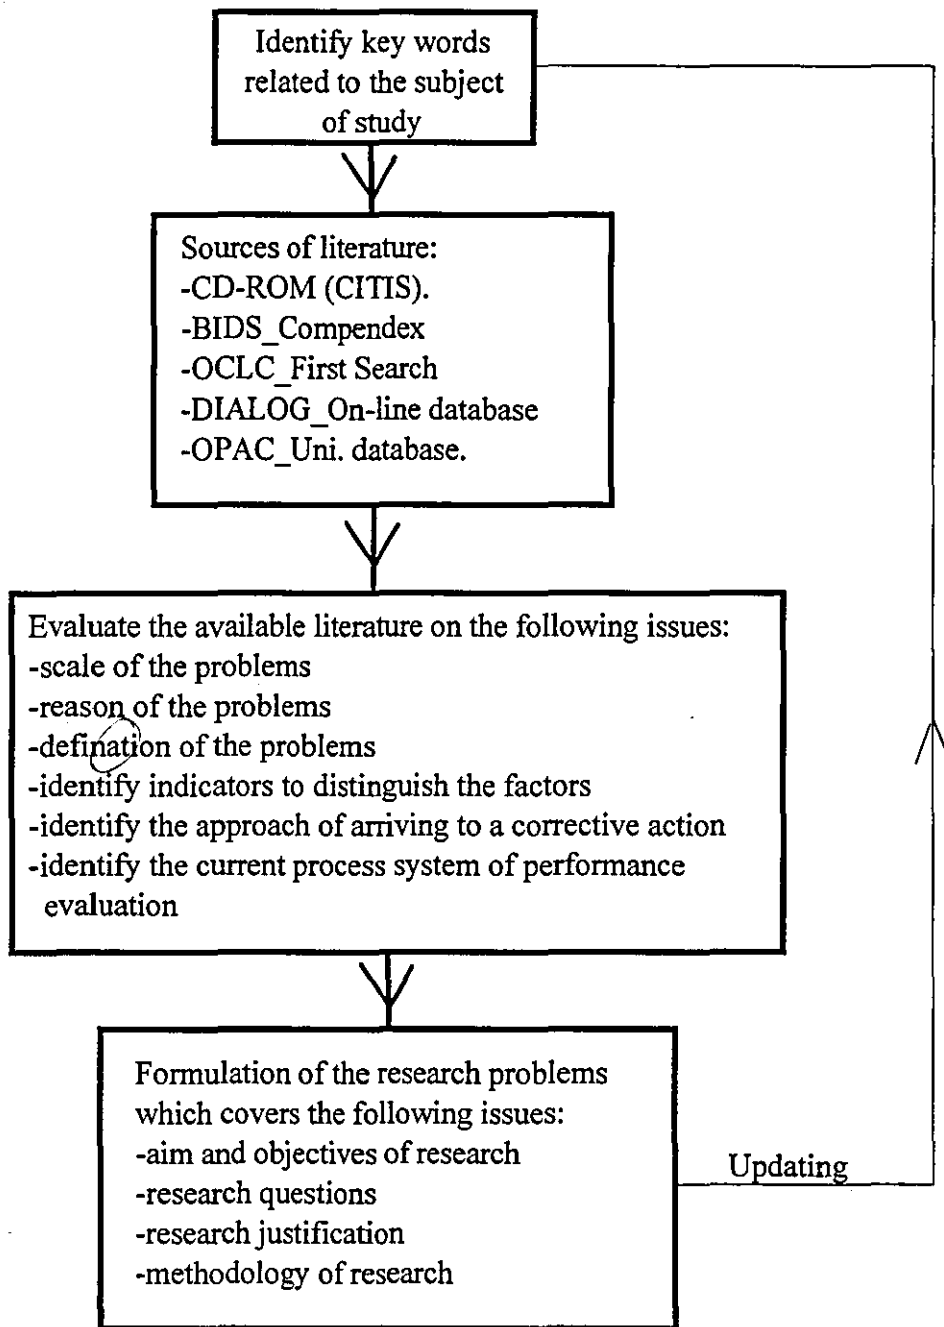 Identify key words
related to the subject
of study
Sources of literature:
-CD-ROM (CITIS).
-BIDS_Compendex
-OCLC_First Search
-DIALOG_On-line database
-OPAC_Uni. database.
Evaluate the available literature on the following issues:
-scale of the problems
-reason of the problems
-defination of the problems
-identify indicators to distinguish the factors
-identify the approach of arriving to a corrective action
-identify the current process system of performance
evaluation
Formulation of the research problems
which covers the following issues:
-aim and objectives of research
-research questions
-research justification
-methodology of research
Updating